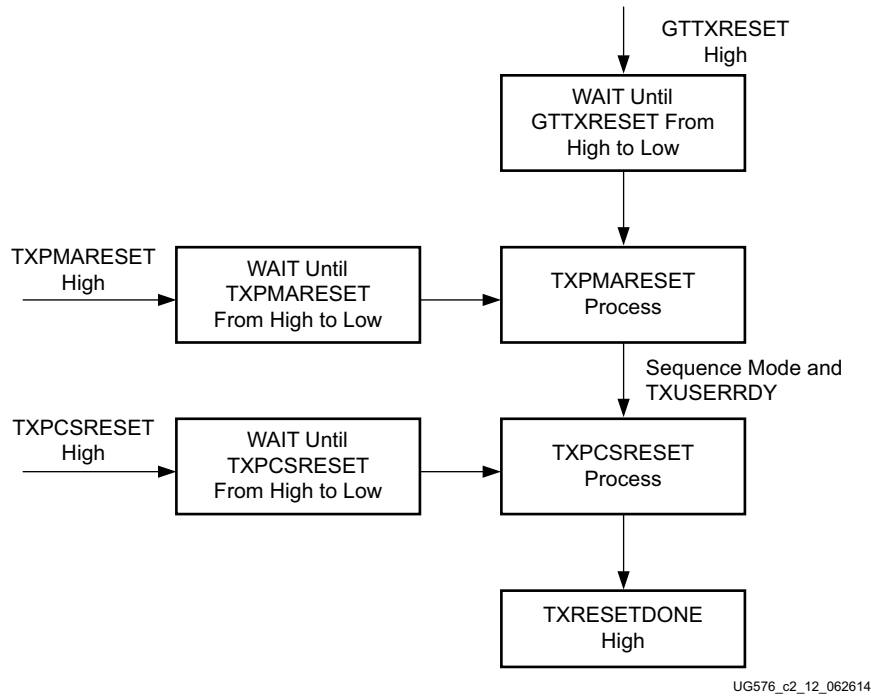 GTTXRESET
High
WAIT Until
GTTXRESET From
High to Low
TXPMARESET
High
WAIT Until
TXPMARESET
From High to Low
TXPMARESET
Process
Sequence Mode and
TXUSERRDY
TXPCSRESET
High
WAIT Until
TXPCSRESET
From High to Low
TXPCSRESET
Process
TXRESETDONE
High
UG576_c2_12_062614